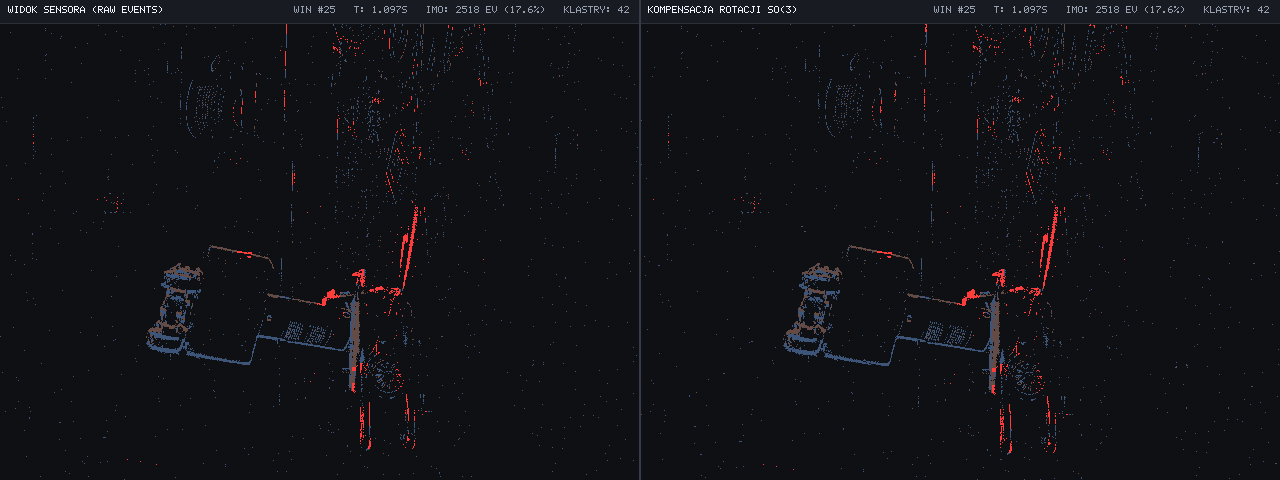 WIDOK SENSORA (RAW EVENTS) WIN #25 T: 1.097S IMO: 2518 EV (17.6%) KLASTRY: 42
KOMPENSACJA ROTACJI SO(3) WIN #25 T: 1.097S IMO: 2518 EV (17.6%) KLASTRY: 42